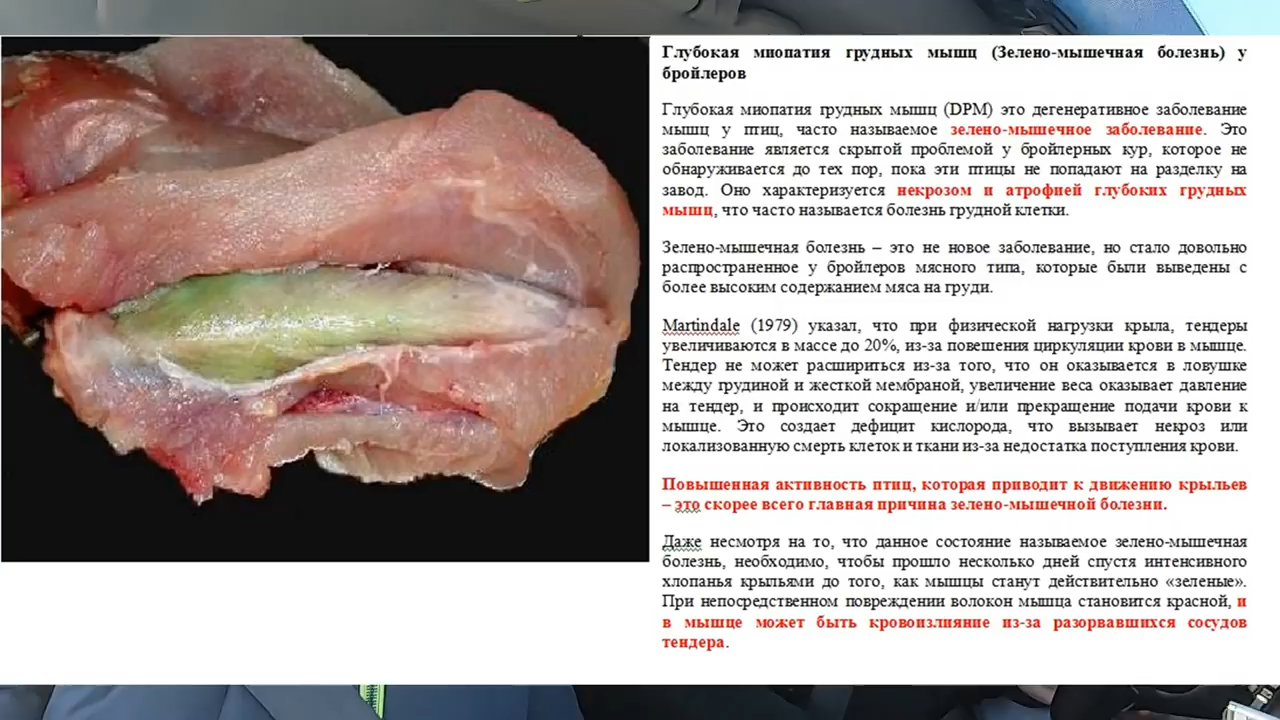 Глубокая миопатия грудных мышц (Зелено-мышечная болезнь) у
бройлеров
Глубокая миопатия грудных мышц (DPM) это дегенеративное заболевание
мышц у птиц, часто называемое зелено-мышечное заболевание. Это
заболевание является скрытой проблемой у бройлерных кур, которое не
обнаруживается до тех пор, пока эти птицы не попадают на разделку на
завод. Оно характеризуется некрозом и атрофией глубоких грудных
мышц, что часто называется болезнь грудной клетки.
Зелено-мышечная болезнь – это не новое заболевание, но стало довольно
распространенное у бройлеров мясного типа, которые были выведены с
более высоким содержанием мяса на груди.
Martindale (1979) указал, что при физической нагрузки крыла, тендеры
увеличиваются в массе до 20%, из-за повешения циркуляции крови в мышце.
Тендер не может расшириться из-за того, что он оказывается в ловушке
между грудиной и жесткой мембраной, увеличение веса оказывает давление
на тендер, и происходит сокращение и/или прекращение подачи крови к
мышце. Это создает дефицит кислорода, что вызывает некроз или
локализованную смерть клеток и ткани из-за недостатка поступления крови.
Повышенная активность птиц, которая приводит к движению крыльев
– это скорее всего главная причина зелено-мышечной болезни.
Даже несмотря на то, что данное состояние называемое зелено-мышечная
болезнь, необходимо, чтобы прошло несколько дней спустя интенсивного
хлопанья крыльями до того, как мышцы станут действительно «зеленые».
При непосредственном повреждении волокон мышца становится красной, и
в мышце может быть кровоизлияние из-за разорвавшихся сосудов
тендера.